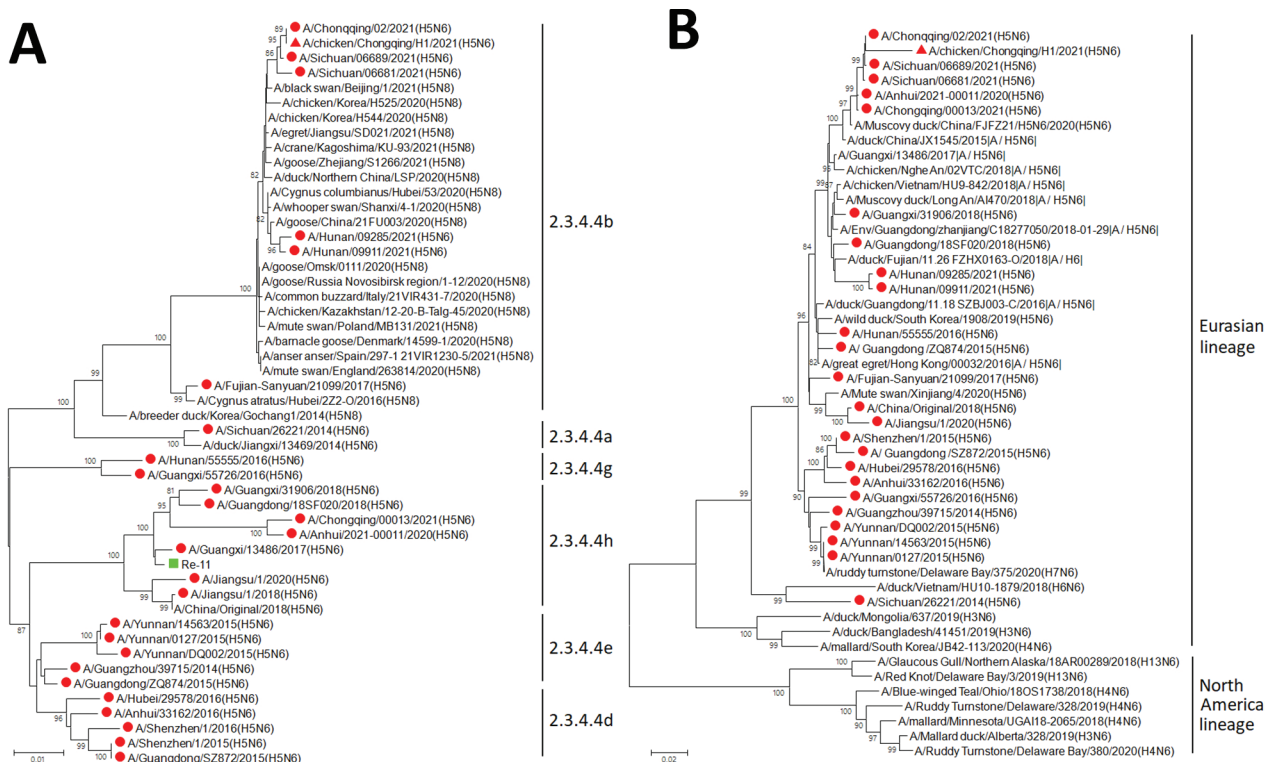 A
A/Chonqqing/02/2021(H5N6)
A/chicken/Chongqing/H1/2021(H5N6)
A/Sichuan/06689/2021(H5N6)
A/Sichuan/06681/2021(H5N6)
A/black swan/Beijing/1/2021(H5N8)
A/chicken/Korea/H525/2020(H5N8)
A/chicken/Korea/H544/2020(H5N8)
A/egret/Jiangsu/SD021/2021(H5N8)
A/crane/Kagoshima/KU-93/2021(H5N8)
A/goose/Zhejiang/S1266/2021(H5N8)
A/duck/Northern China/LSP/2020(H5N8)
A/Cygnus columbianus/Hubei/53/2020(H5N8)
A/whooper swan/Shanxi/4-1/2020(H5N8)
A/goose/China/21FU003/2020(H5N8)
A/Hunan/09285/2021(H5N6)
A/Hunan/09911/2021(H5N6)
A/goose/Omsk/0111/2020(H5N8)
A/goose/Russia Novosibirsk region/1-12/2020(H5N8)
A/common buzzard/Italy/21VIR431-7/2020(H5N8)
A/chicken/Kazakhstan/12-20-B-Talg-45/2020(H5N8)
A/mute swan/Poland/MB131/2021(H5N8)
A/barnacle goose/Denmark/14599-1/2020(H5N8)
A/anser anser/Spain/297-1 21VIR1230-5/2021(H5N8)
A/mute swan/England/263814/2020(H5N8)
A/Fujian-Sanyuan/21099/2017(H5N6)
A/Cygnus atratus/Hubei/2Z2-O/2016(H5N8)
A/breeder duck/Korea/Gochang1/2014(H5N8)
A/Sichuan/26221/2014(H5N6)
A/duck/Jiangxi/13469/2014(H5N6)
A/Hunan/55555/2016(H5N6)
A/Guangxi/55726/2016(H5N6)
A/Guangxi/31906/2018(H5N6)
A/Guangdong/18SF020/2018(H5N6)
A/Chongqing/00013/2021(H5N6)
A/Anhui/2021-00011/2020(H5N6)
A/Guangxi/13486/2017(H5N6)
Re-11
A/Jiangsu/1/2020(H5N6)
A/Jiangsu/1/2018(H5N6)
A/China/Original/2018(H5N6)
A/Yunnan/14563/2015(H5N6)
A/Yunnan/0127/2015(H5N6)
A/Yunnan/DQ002/2015(H5N6)
A/Guangzhou/39715/2014(H5N6)
A/Guangdong/ZQ874/2015(H5N6)
A/Hubei/29578/2016(H5N6)
A/Anhui/33162/2016(H5N6)
A/Shenzhen/1/2016(H5N6)
A/Shenzhen/1/2015(H5N6)
A/Guangdong/SZ872/2015(H5N6)
89
95
86
82
82
96
100
100
99
99
100
100
100
81
95
100
100
100
99
87
100
96
99
100
0.01
2.3.4.4b
2.3.4.4a
2.3.4.4g
2.3.4.4h
2.3.4.4e
2.3.4.4d
B
A/Chonqqing/02/2021(H5N6)
A/chicken/Chongqing/H1/2021(H5N6)
A/Sichuan/06689/2021(H5N6)
A/Sichuan/06681/2021(H5N6)
A/Anhui/2021-00011/2020(H5N6)
A/Chongqing/00013/2021(H5N6)
A/Muscovy duck/China/FJFZ21/H5N6/2020(H5N6)
A/duck/China/JX1545/2015|A / H5N6|
A/Guangxi/13486/2017|A / H5N6|
A/chicken/Nghe An/02VTC/2018|A / H5N6|
A/chicken/Vietnam/HU9-842/2018|A / H5N6|
A/Muscovy duck/Long An/AI470/2018|A / H5N6|
A/Guangxi/31906/2018(H5N6)
A/Env/Guangdong/zhanjiang/C18277050/2018-01-29|A / H5N6|
A/Guangdong/18SF020/2018(H5N6)
A/duck/Fujian/11.26 FZHX0163-O/2018|A / H6|
A/Hunan/09285/2021(H5N6)
A/Hunan/09911/2021(H5N6)
A/duck/Guangdong/11.18 SZBJ003-C/2016|A / H5N6|
A/wild duck/South Korea/1908/2019(H5N6)
A/Hunan/55555/2016(H5N6)
A/ Guangdong /ZQ874/2015(H5N6)
A/great egret/Hong Kong/00032/2016|A / H5N6|
A/Fujian-Sanyuan/21099/2017(H5N6)
A/Mute swan/Xinjiang/4/2020(H5N6)
A/China/Original/2018(H5N6)
A/Jiangsu/1/2020(H5N6)
A/Shenzhen/1/2015(H5N6)
A/ Guangdong /SZ872/2015(H5N6)
A/Hubei/29578/2016(H5N6)
A/Anhui/33162/2016(H5N6)
A/Guangxi/55726/2016(H5N6)
A/Guangzhou/39715/2014(H5N6)
A/Yunnan/DQ002/2015(H5N6)
A/Yunnan/14563/2015(H5N6)
A/Yunnan/0127/2015(H5N6)
A/ruddy turnstone/Delaware Bay/375/2020(H7N6)
A/duck/Vietnam/HU10-1879/2018(H6N6)
A/Sichuan/26221/2014(H5N6)
A/duck/Mongolia/637/2019(H3N6)
A/duck/Bangladesh/41451/2019(H3N6)
A/mallard/South Korea/JB42-113/2020(H4N6)
A/Glaucous Gull/Northern Alaska/18AR00289/2018(H13N6)
A/Red Knot/Delaware Bay/3/2019(H13N6)
A/Blue-winged Teal/Ohio/18OS1738/2018(H4N6)
A/Ruddy Turnstone/Delaware/328/2019(H4N6)
A/mallard/Minnesota/UGAI18-2065/2018(H4N6)
A/Mallard duck/Alberta/328/2019(H3N6)
A/Ruddy Turnstone/Delaware Bay/380/2020(H4N6)
99
99
97
100
99
84
100
96
82
99
100
100
86
100
90
99
99
99
100
99
100
100
100
90
97
99
0.02
Eurasian
lineage
North
America
lineage